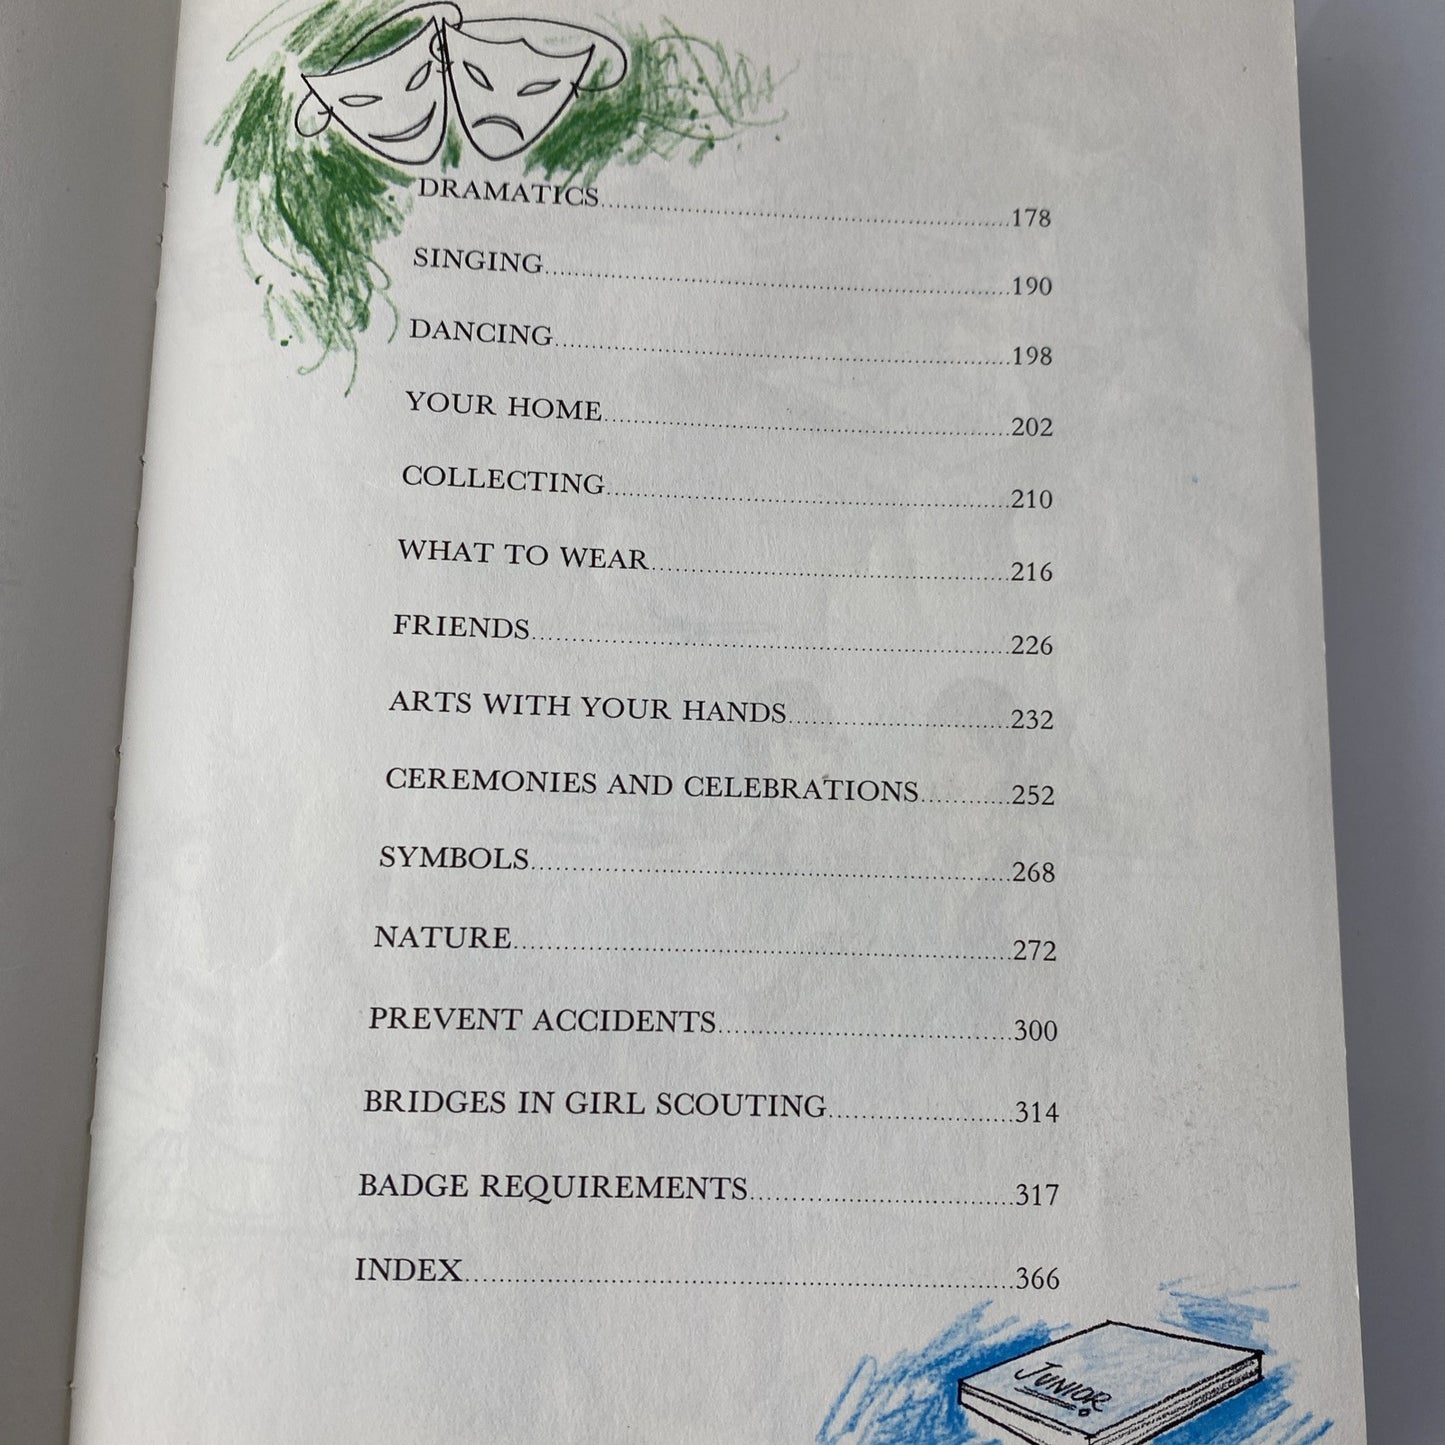 DRAMATICS....................178
SINGING....................190
DANCING....................198
YOUR HOME....................202
COLLECTING....................210
WHAT TO WEAR....................216
FRIENDS....................226
ARTS WITH YOUR HANDS....................232
CEREMONIES AND CELEBRATIONS............252
SYMBOLS....................268
NATURE....................272
PREVENT ACCIDENTS....................300
BRIDGES IN GIRL SCOUTING....................314
BADGE REQUIREMENTS....................317
INDEX....................366
JUNIOR